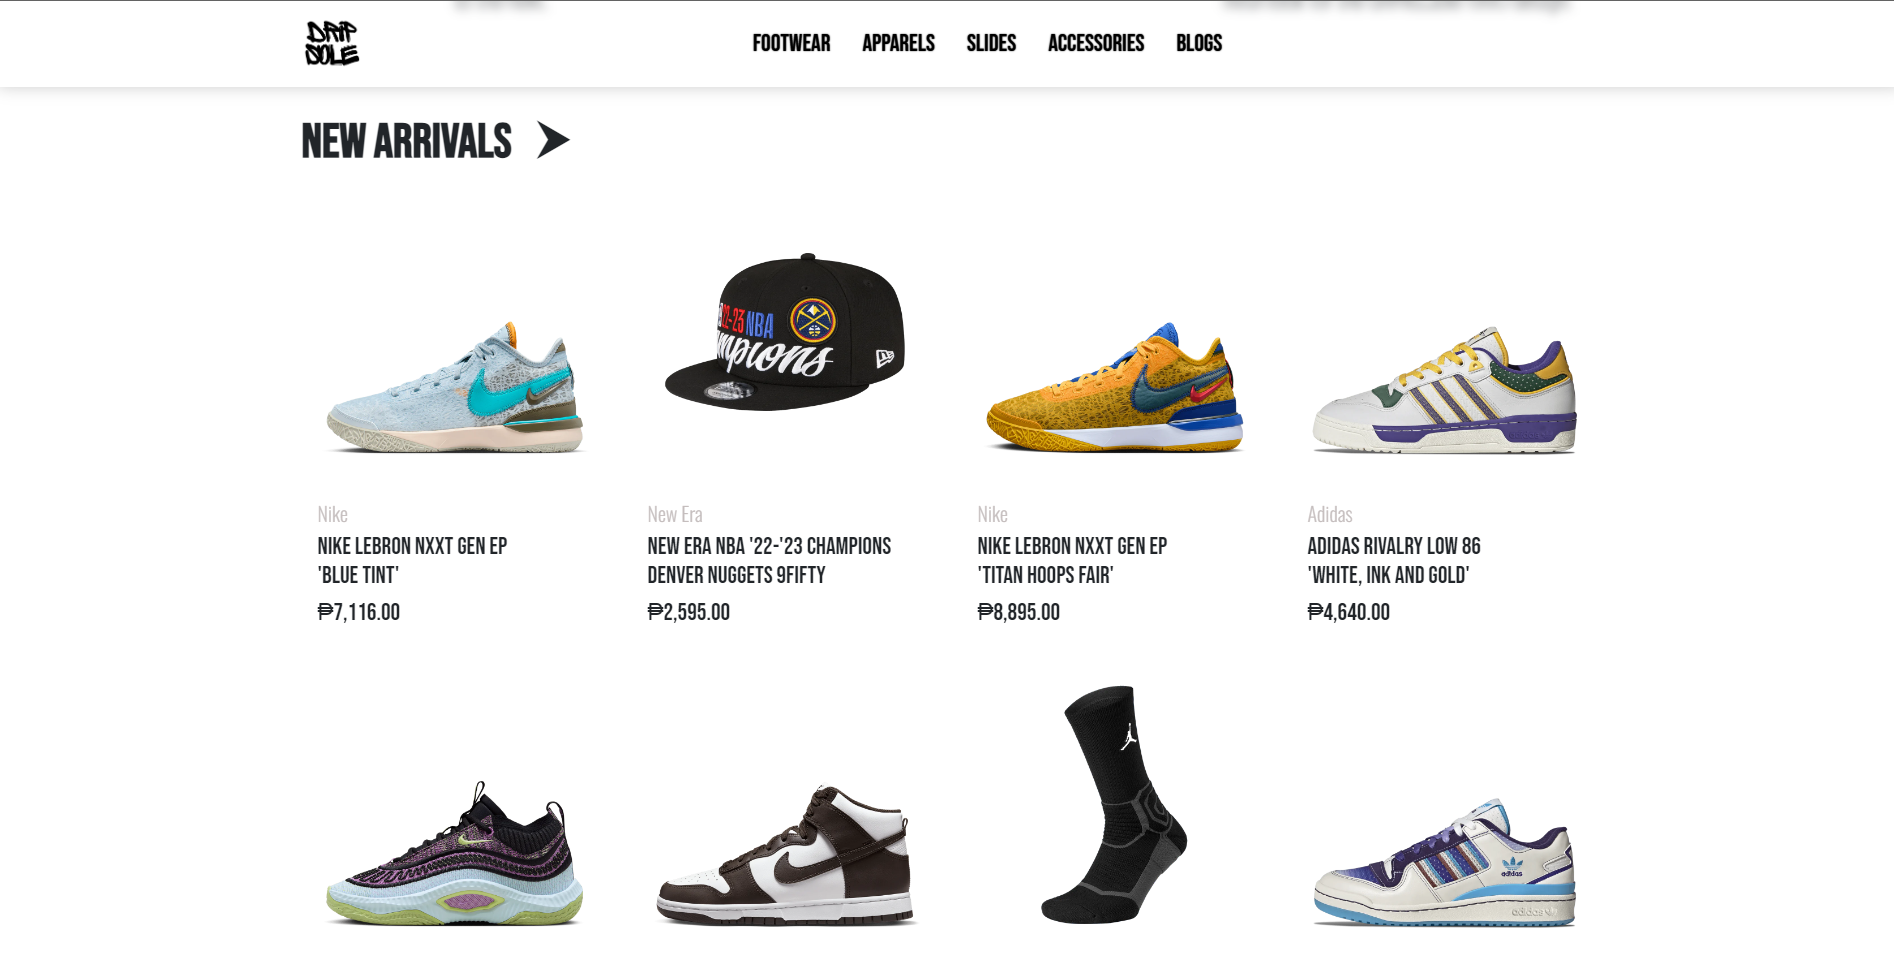 DRIP
SOLE
FOOTWEAR APPARELS SLIDES ACCESSORIES BLOGS
NEW ARRIVALS
22-23 NBA
Nike
NIKE LEBRON NXXT GEN EP
'BLUE TINT'
₱7,116.00
New Era
NEW ERA NBA '22-'23 CHAMPIONS
DENVER NUGGETS 9FIFTY
₱2,595.00
Nike
NIKE LEBRON NXXT GEN EP
'TITAN HOOPS FAIR'
₱8,895.00
Adidas
ADIDAS RIVALRY LOW 86
'WHITE, INK AND GOLD'
₱4,640.00
adidas
adidas